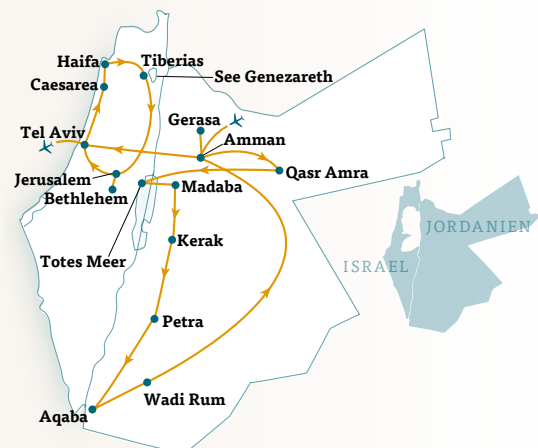 Haifa
Tiberias
See Genezareth
Caesarea
Gerasa
Tel Aviv
Amman
Jerusalem
Qasr Amra
Bethlehem
Madaba
JORDANIEN
Kerak
Totes Meer
ISRAEL
Petra
Wadi Rum
Aqaba